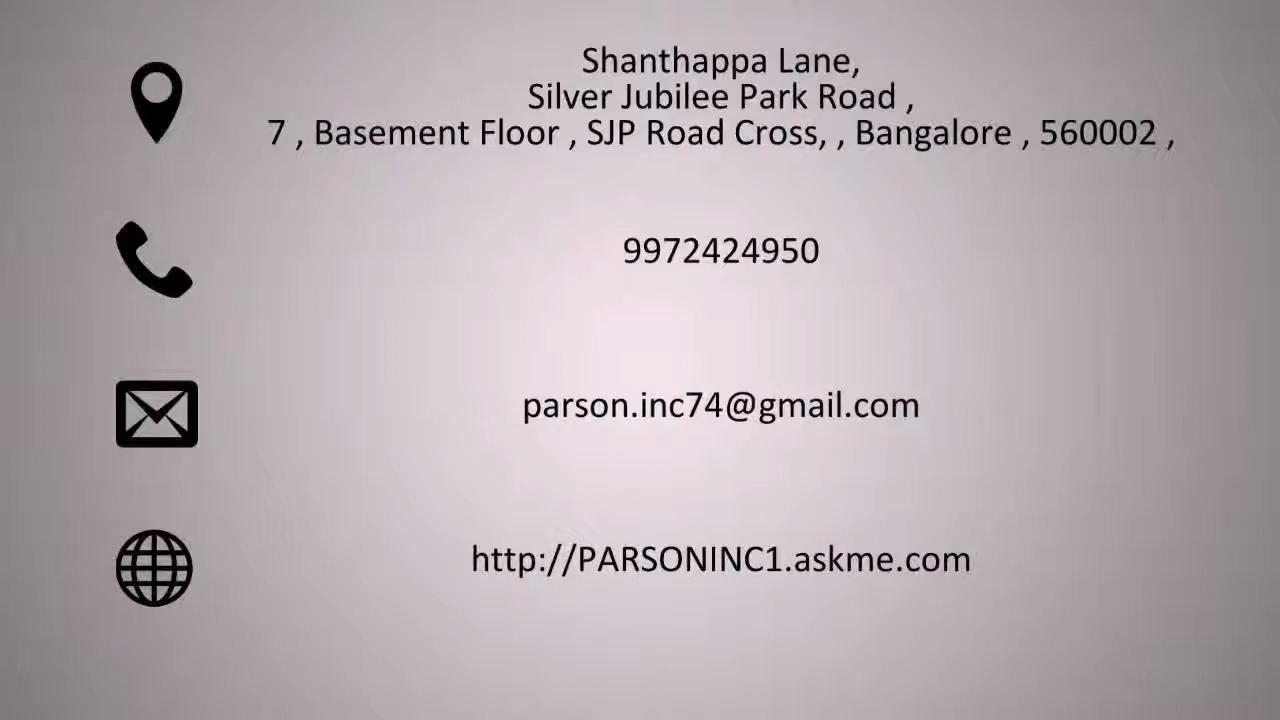 Shanthappa Lane,
Silver Jubilee Park Road ,
7 , Basement Floor , SJP Road Cross, , Bangalore , 560002 ,
9972424950
parson.inc74@gmail.com
http://PARSONINC1.askme.com